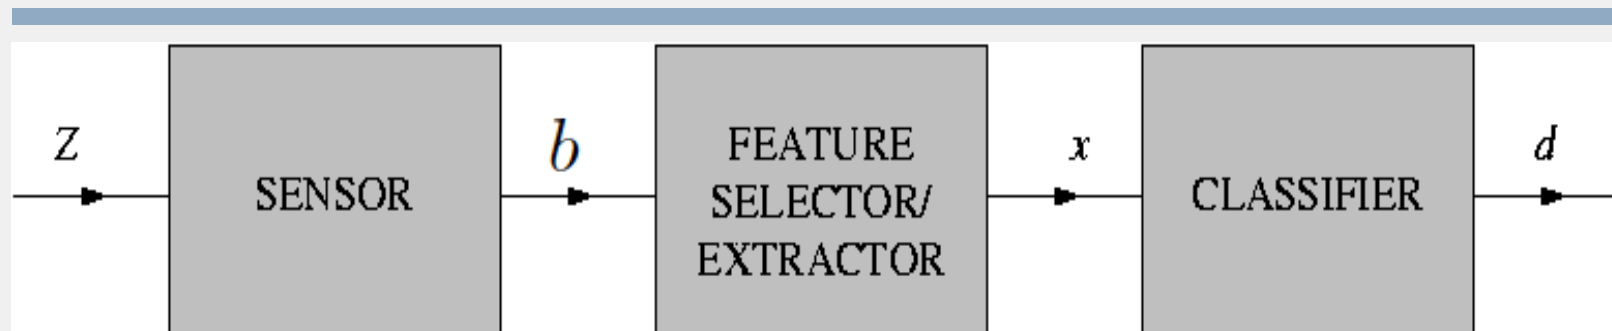 Z
SENSOR
b
FEATURE
SELECTOR/
EXTRACTOR
x
CLASSIFIER
d